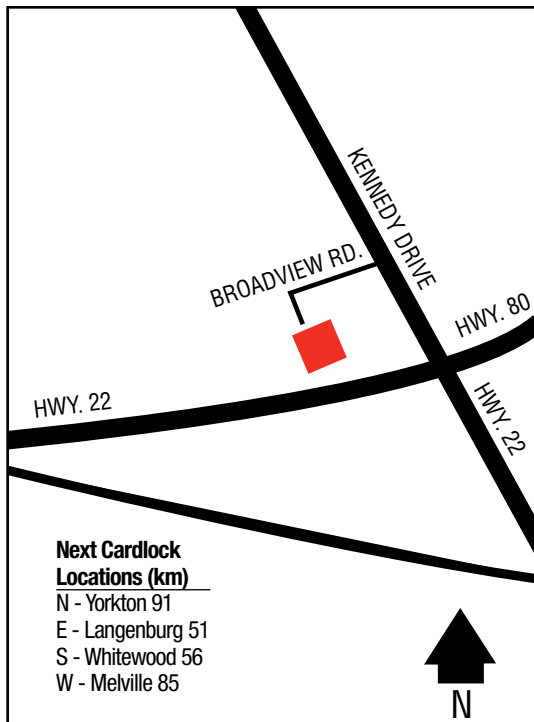 KENNEDY DRIVE
BROADVIEW RD.
HWY. 80
HWY. 22
HWY. 22
Next Cardlock
Locations (km)
N - Yorkton 91
E - Langenburg 51
S - Whitewood 56
W - Melville 85
N